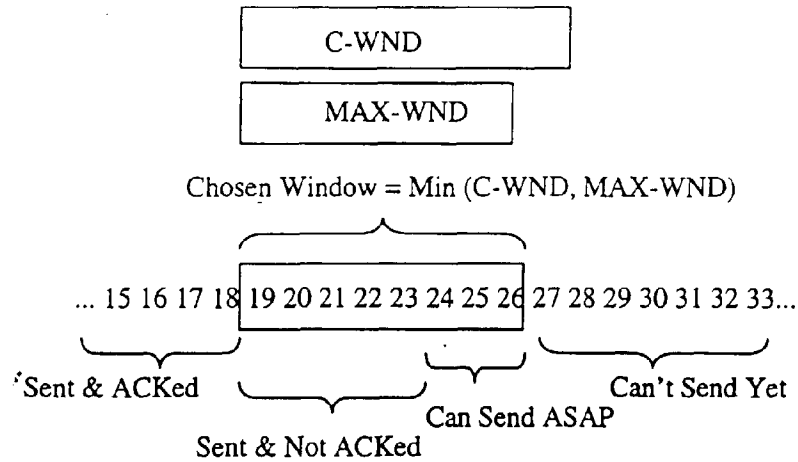 C-WND
MAX-WND
Chosen Window = Min (C-WND, MAX-WND)
... 15 16 17 18 19 20 21 22 23 24 25 26 27 28 29 30 31 32 33...
Sent & ACKed
Can't Send Yet
Can Send ASAP
Sent & Not ACKed